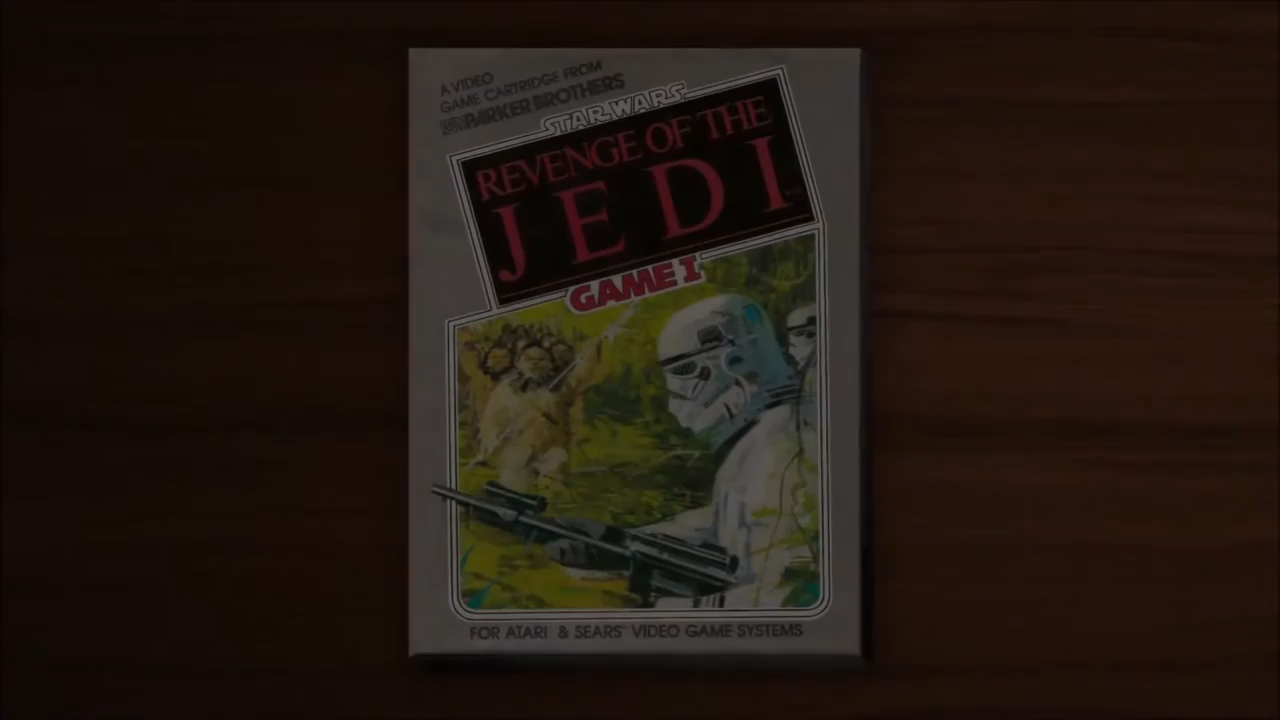 A VIDEO
GAME CARTRIDGE FROM
PARKER BROTHERS
STAR WARS
REVENGE OF THE
JEDI
GAME I
FOR ATARI & SEARS VIDEO GAME SYSTEMS